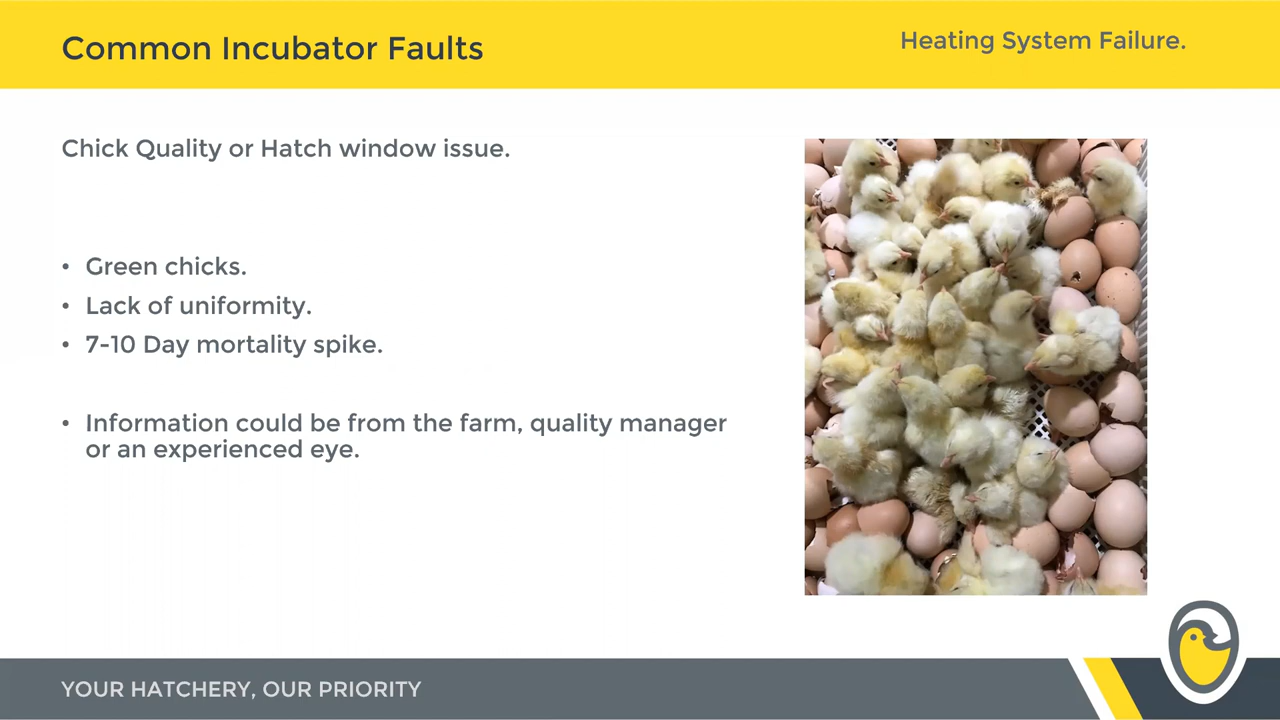 Common Incubator Faults
Heating System Failure.
Chick Quality or Hatch window issue.
• Green chicks.
• Lack of uniformity.
• 7-10 Day mortality spike.
• Information could be from the farm, quality manager
or an experienced eye.
YOUR HATCHERY, OUR PRIORITY